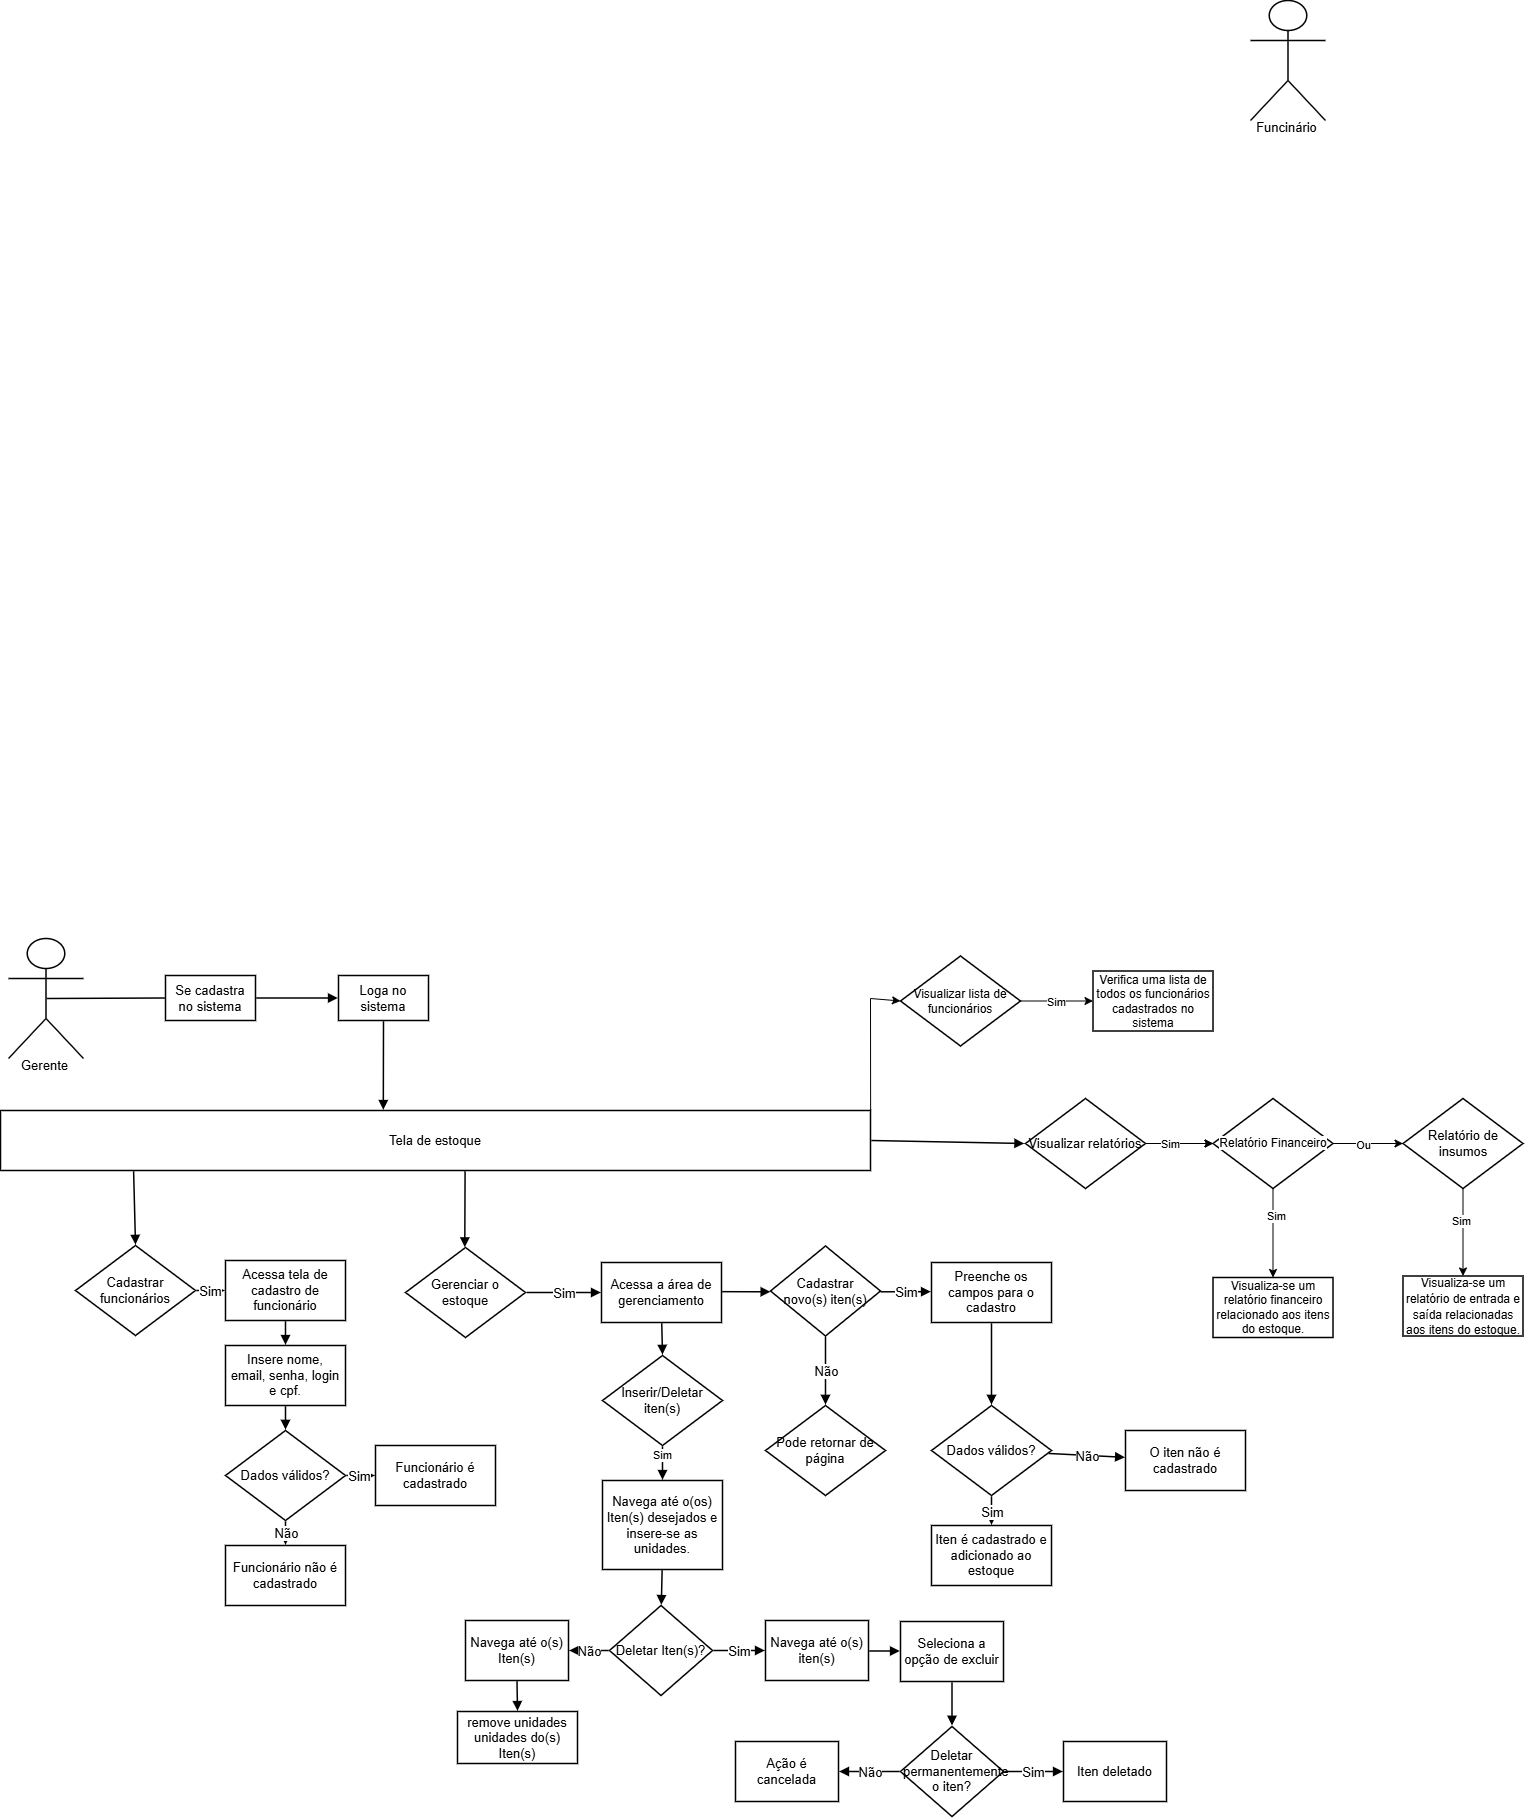 Funcinário
Se cadastra
no sistema
Loga no
sistema
Gerente
Visualizar lista de
funcionários
Sim
Verifica uma lista de
todos os funcionários
cadastrados no
sistema
Tela de estoque
Visualizar relatórios
Sim
Relatório Financeiro
Ou
Relatório de
insumos
Sim
Sim
Visualiza-se um
relatório financeiro
relacionado aos itens
do estoque.
Visualiza-se um
relatório de entrada e
saída relacionadas
aos itens do estoque.
Cadastrar
funcionários
Sim
Acessa tela de
cadastro de
funcionário
Insere nome,
email, senha, login
e cpf.
Dados válidos?
Sim
Funcionário é
cadastrado
Não
Funcionário não é
cadastrado
Gerenciar o
estoque
Sim
Acessa a área de
gerenciamento
Cadastrar
novo(s) iten(s)
Sim
Preenche os
campos para o
cadastro
Não
Pode retornar de
página
Dados válidos?
Não
O iten não é
cadastrado
Sim
Iten é cadastrado e
adicionado ao
estoque
Inserir/Deletar
iten(s)
Sim
Navega até o(os)
Iten(s) desejados e
insere-se as
unidades.
Deletar Iten(s)?
Não
Navega até o(s)
Iten(s)
remove unidades
unidades do(s)
Iten(s)
Sim
Navega até o(s)
iten(s)
Seleciona a
opção de excluir
Deletar
permanentemente
o iten?
Não
Ação é
cancelada
Sim
Iten deletado